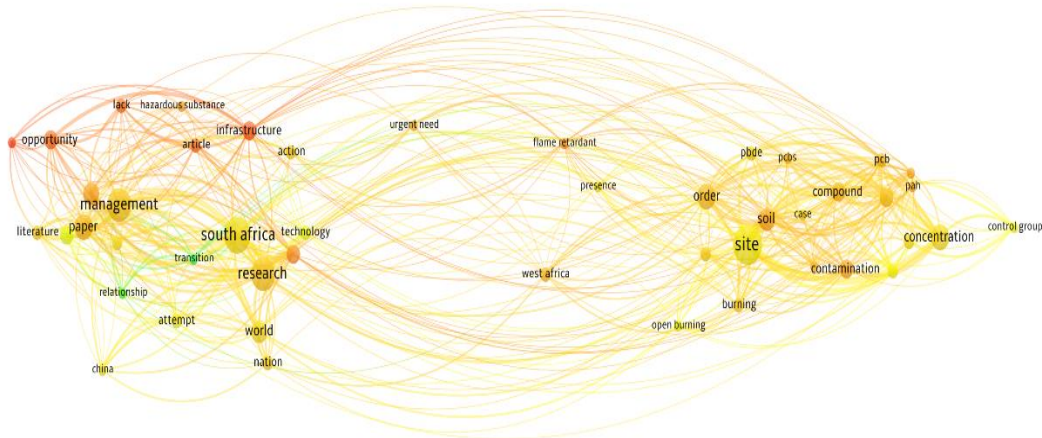 lack
hazardous substance
opportunity
infrastructure
article
action
urgent need
flame retardant
pbde
pcbs
pcb
presence
compound
pah
management
order
literature
paper
south africa
technology
soil
case
control group
site
concentration
transition
research
west africa
contamination
relationship
attempt
world
burning
open burning
china
nation